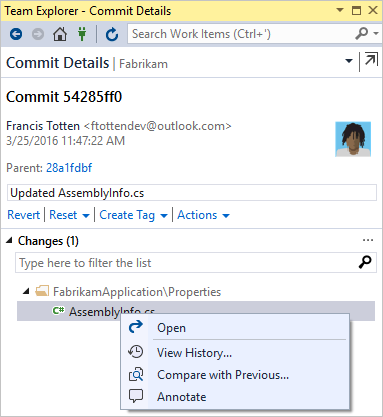 Team Explorer - Commit Details
Search Work Items (Ctrl+')
Commit Details | Fabrikam
Commit 54285ff0
Francis Totten <ftottendev@outlook.com>
3/25/2016 11:47:22 AM
Parent: 28a1fdbf
Updated AssemblyInfo.cs
Revert | Reset | Create Tag | Actions
Changes (1)
Type here to filter the list
FabrikamApplication\Properties
C# AssemblyInfo.cs
Open
View History...
Compare with Previous...
Annotate